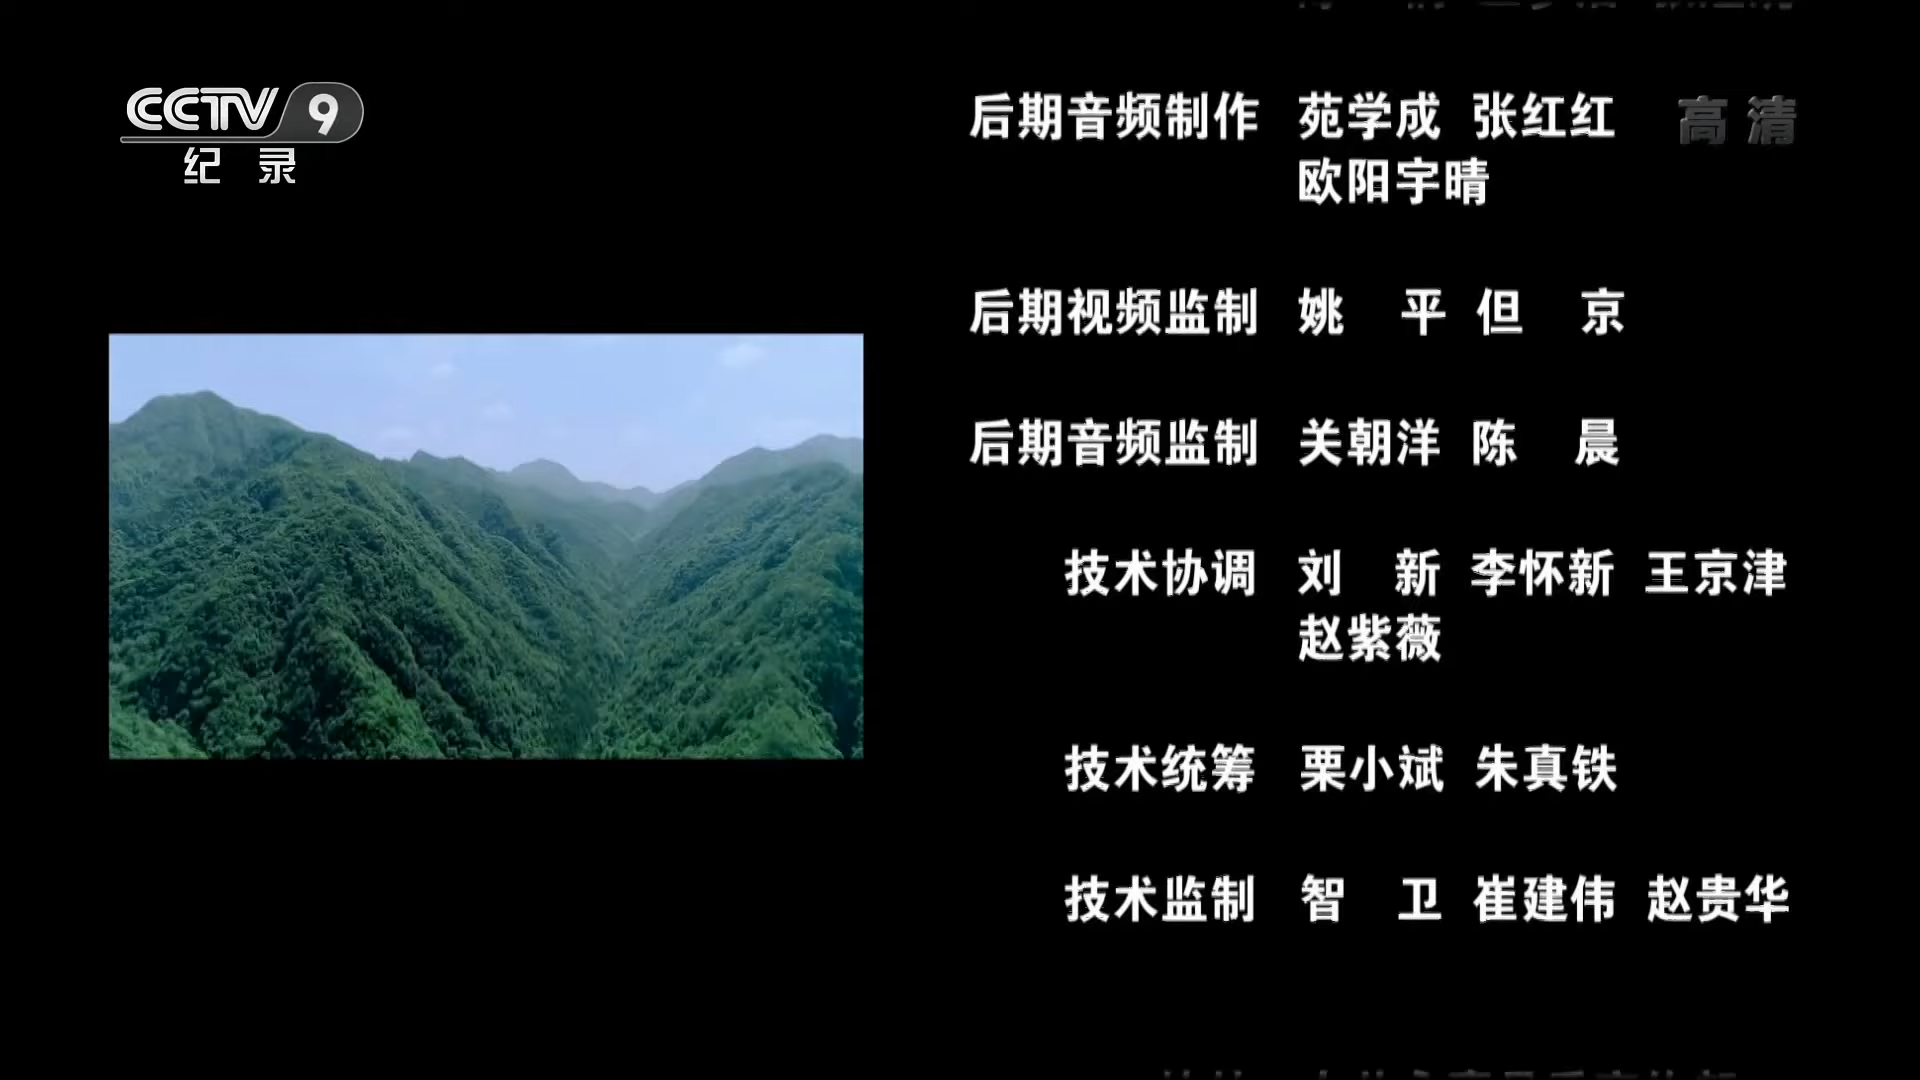 CCTV 9
纪 录
高 清
后期音频制作 苑学成 张红红
欧阳宇晴
后期视频监制 姚 平 但 京
后期音频监制 关朝洋 陈 晨
技术协调 刘 新 李怀新 王京津
赵紫薇
技术统筹 栗小斌 朱真铁
技术监制 智 卫 崔建伟 赵贵华